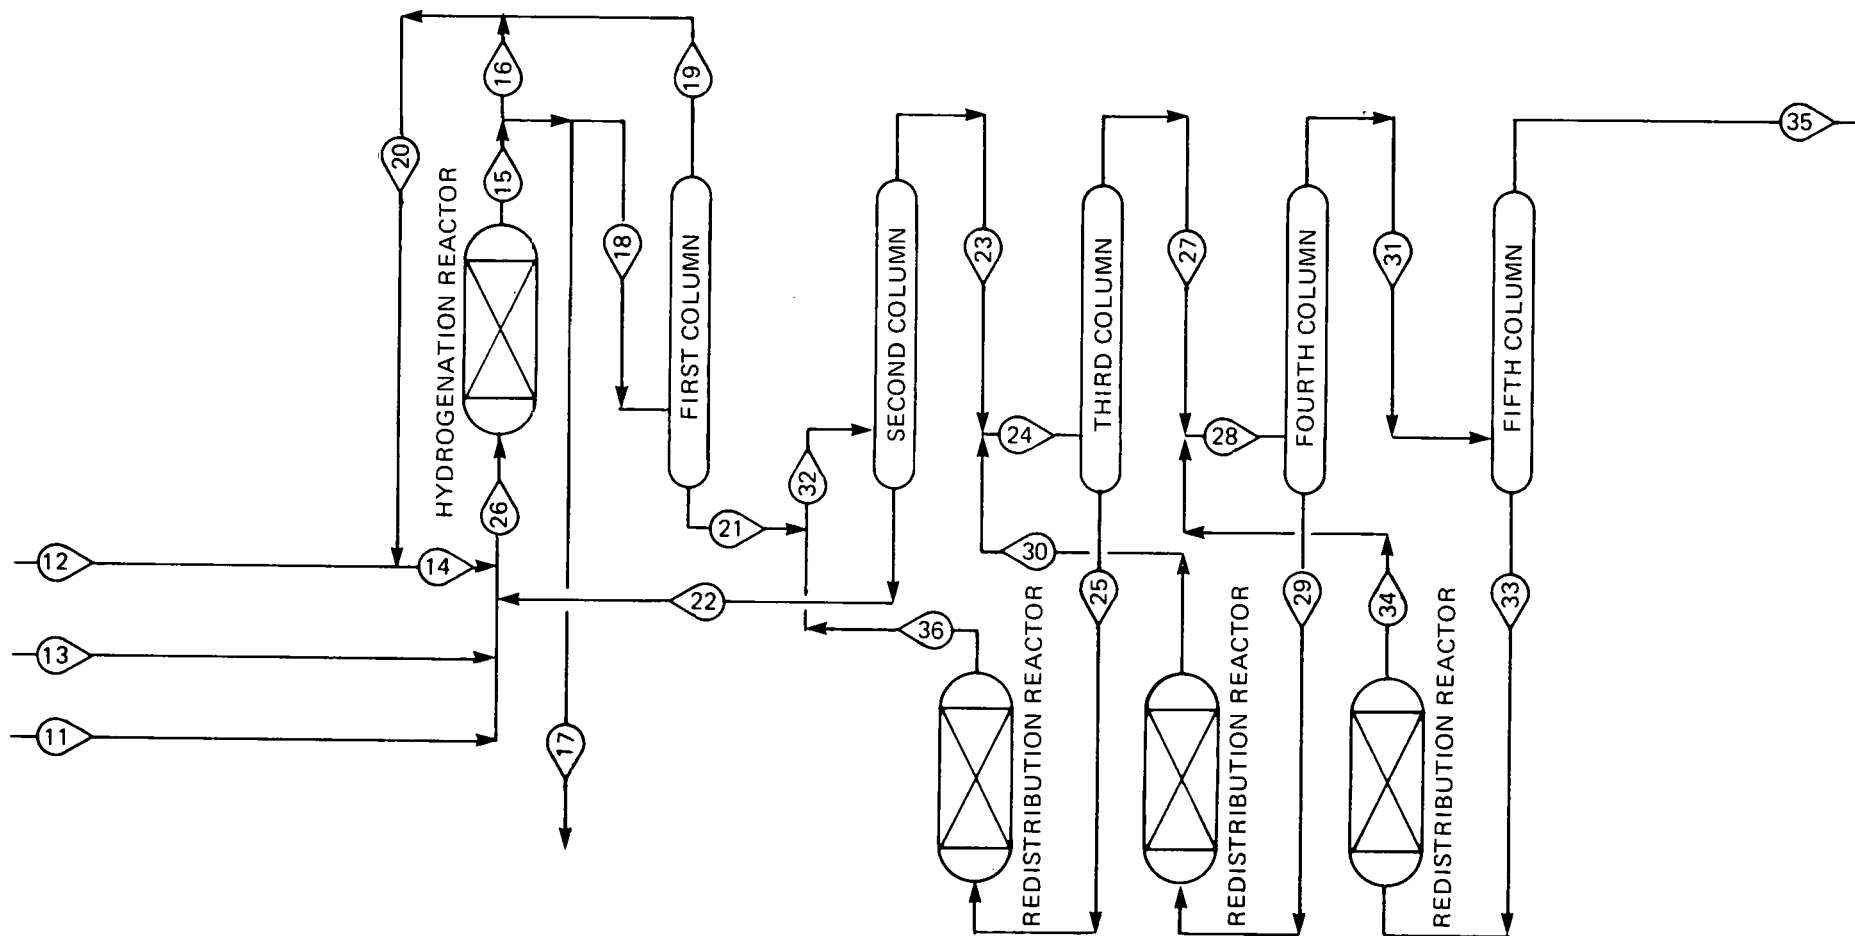 16
19
20
15
HYDROGENATION REACTOR
18
FIRST COLUMN
26
12
14
13
11
17
21
22
32
36
SECOND COLUMN
23
24
30
THIRD COLUMN
25
REDISTRIBUTION REACTOR
27
28
FOURTH COLUMN
29
REDISTRIBUTION REACTOR
31
34
FIFTH COLUMN
33
REDISTRIBUTION REACTOR
35